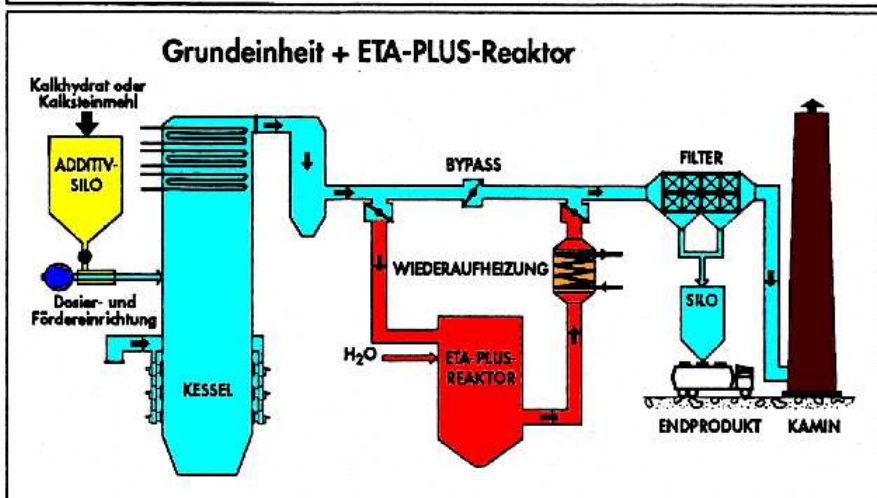 Grundeinheit + ETA-PLUS-Reaktor
Kalkhydrat oder
Kalksteinmehl
ADDITIV-
SILO
Dosier- und
Fördereinrichtung
KESSEL
BYPASS
WIEDERAUFHEIZUNG
H₂O
ETA-PLUS-
REAKTOR
FILTER
SILO
ENDPRODUKT
KAMIN